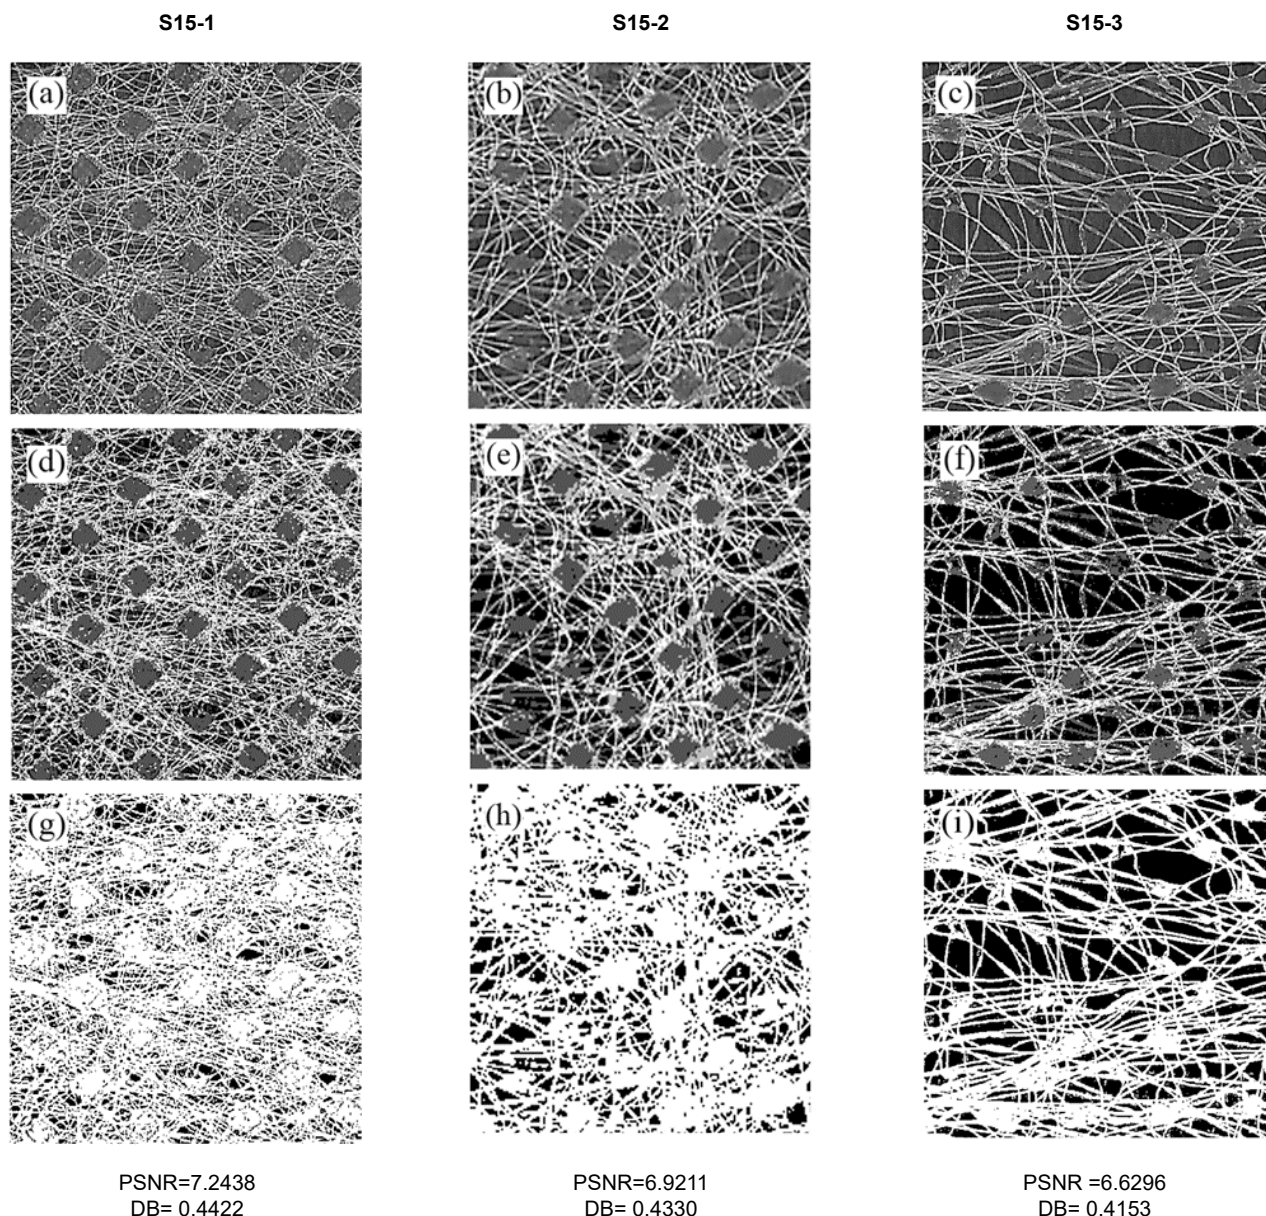 S15-1 S15-2 S15-3
(a) (b) (c)
(d) (e) (f)
(g) (h) (i)
PSNR=7.2438 PSNR=6.9211 PSNR =6.6296
DB= 0.4422 DB= 0.4330 DB= 0.4153